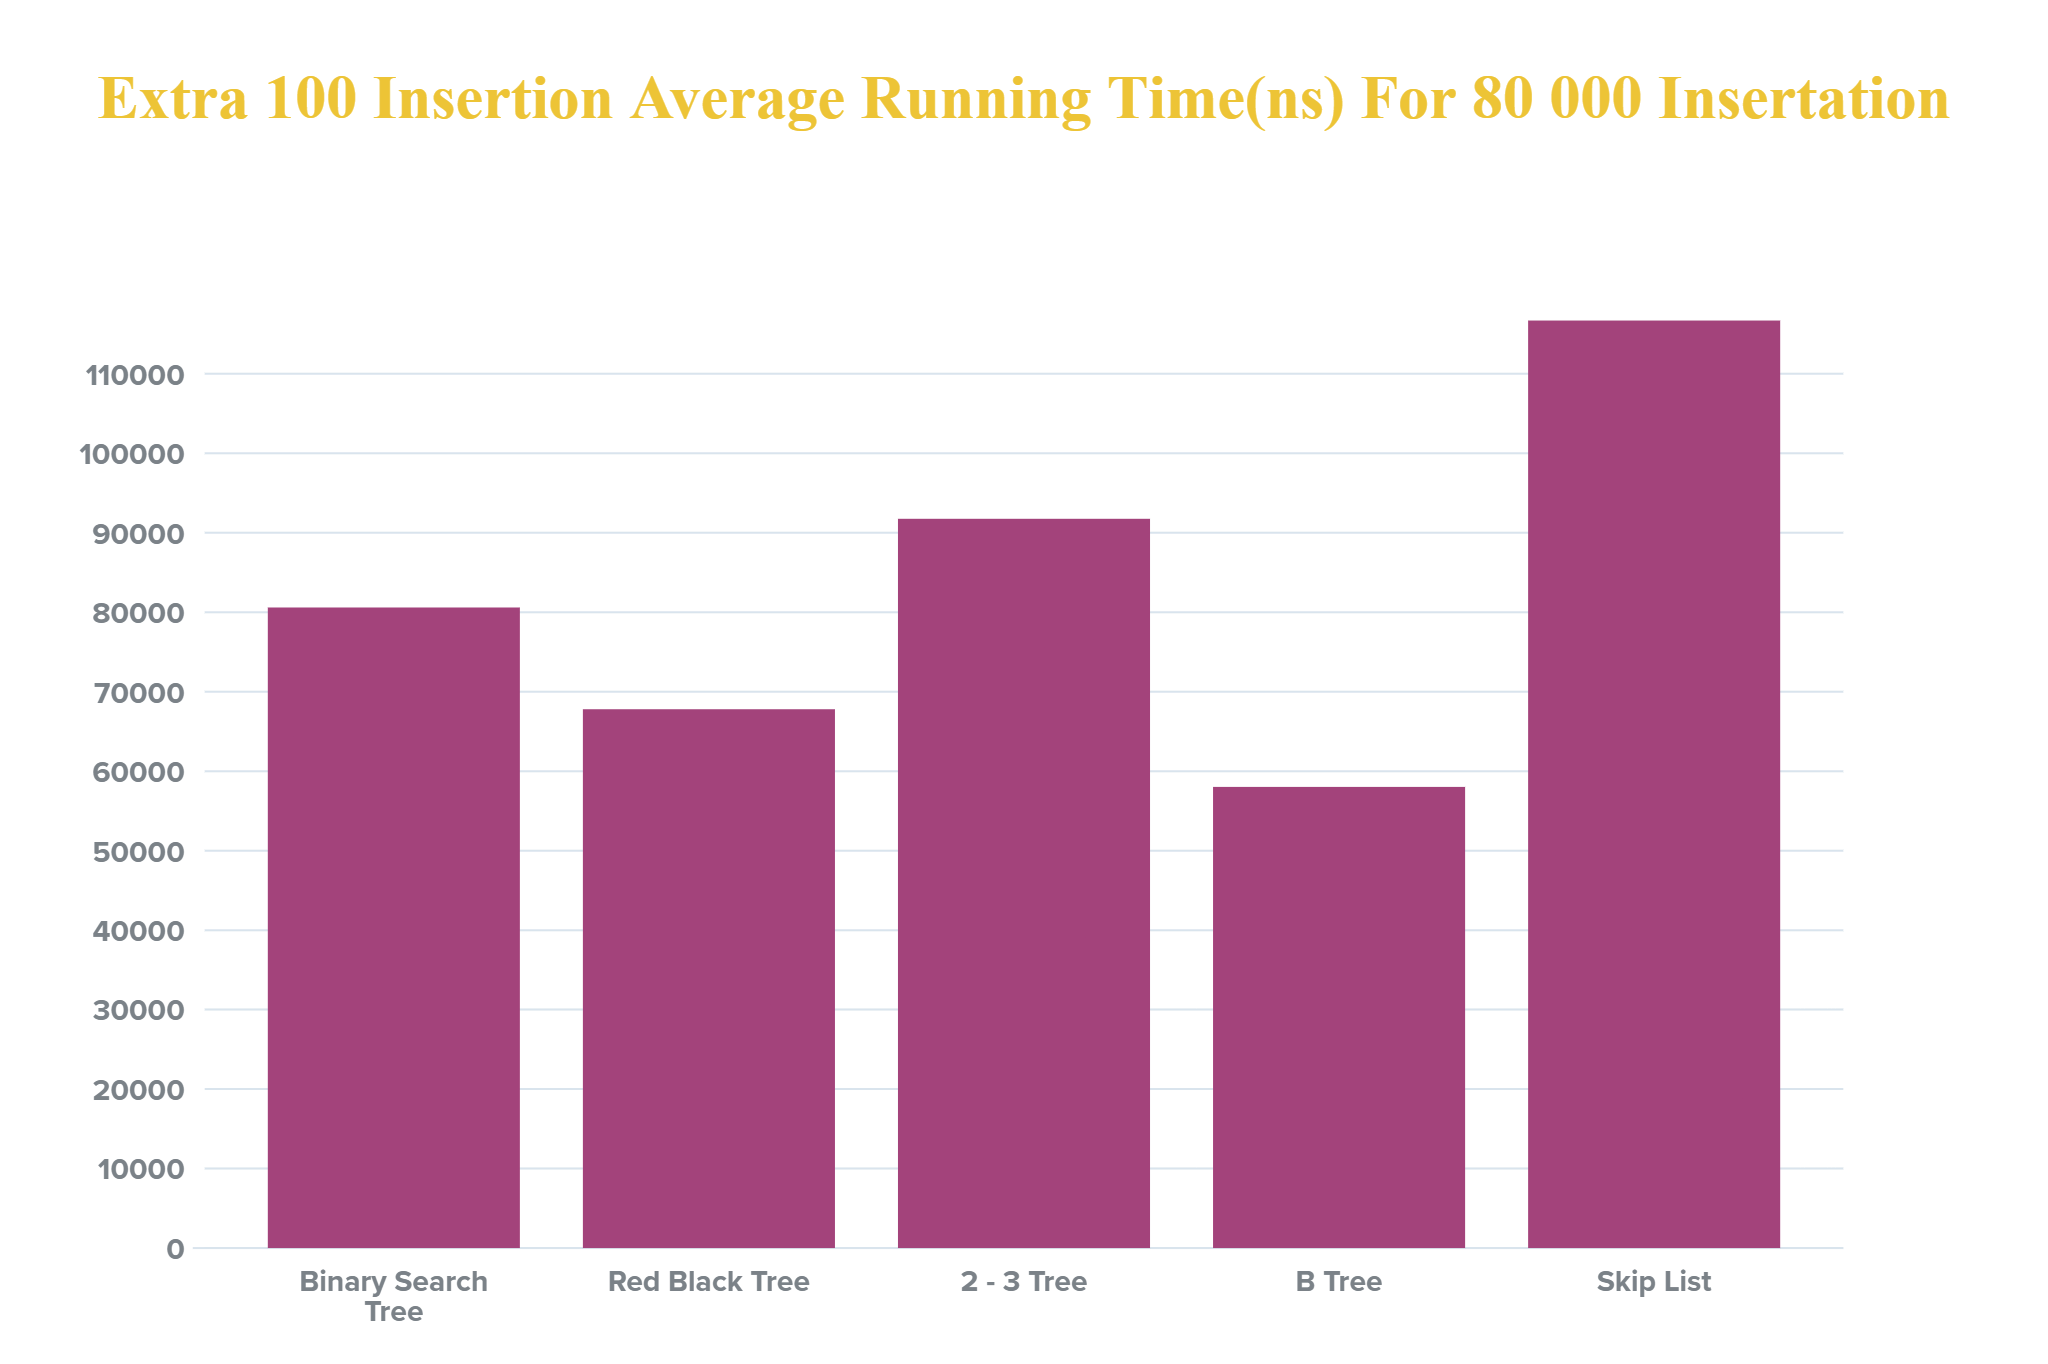 Extra 100 Insertion Average Running Time(ns) For 80 000 Insertation
110000
100000
90000
80000
70000
60000
50000
40000
30000
20000
10000
0
Binary Search
Tree
Red Black Tree
2 - 3 Tree
B Tree
Skip List